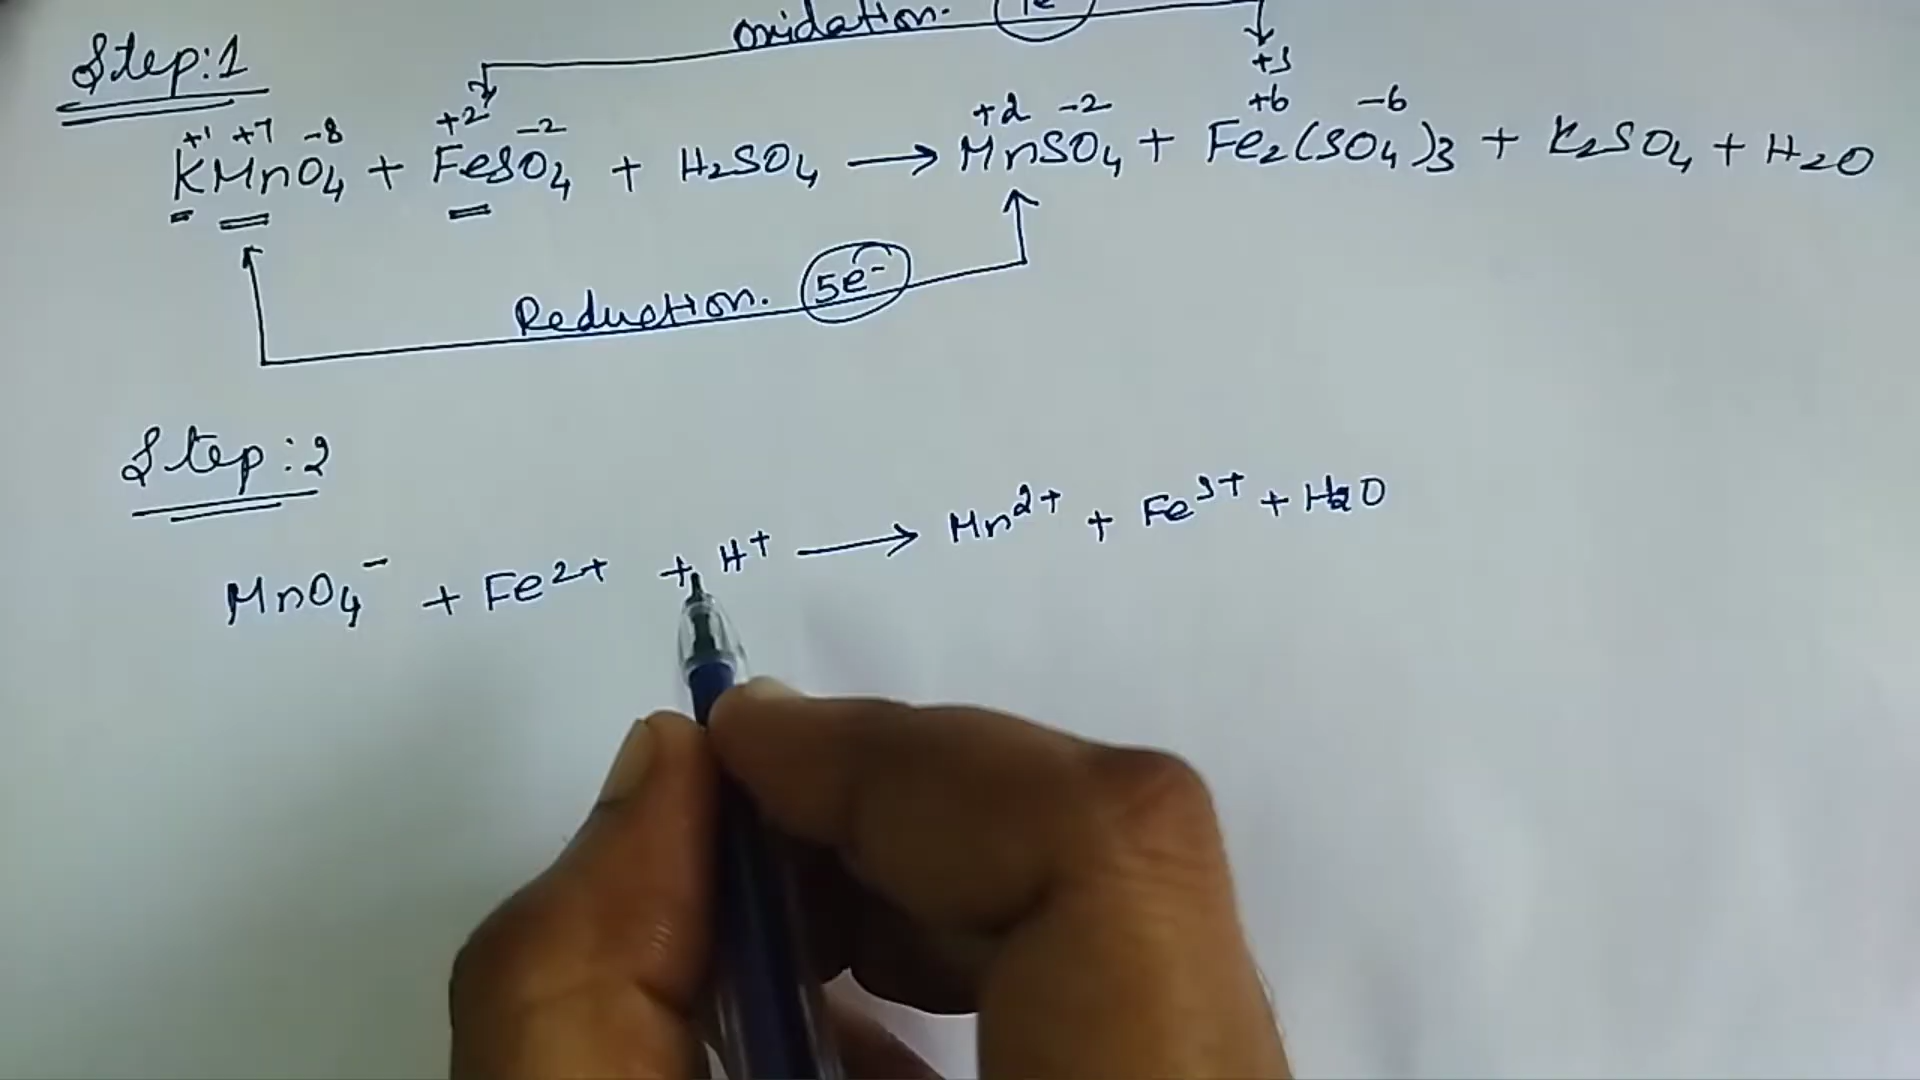 oxidation. 1e
Step:1
+3
+1 +7 -8 +2 -2 +2 -2 +6 -6
KMnO4 + FeSO4 + H2SO4 → MnSO4 + Fe2(SO4)3 + K2SO4 + H2O
Reduction. 5e-
Step:2
MnO4- + Fe2+ + H+ → Mn2+ + Fe3+ + H2O